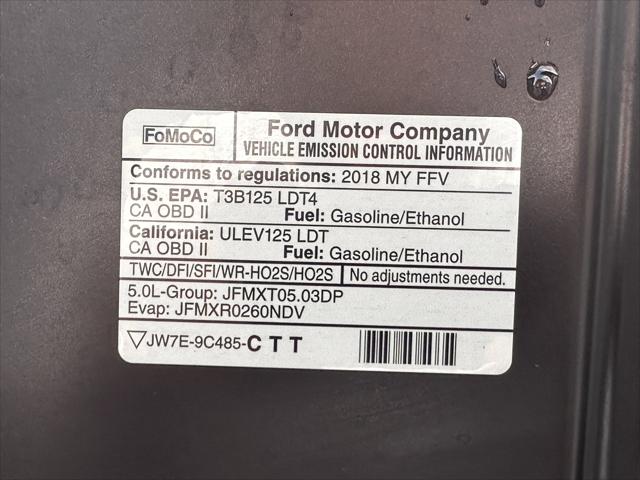 FoMoCo
Ford Motor Company
VEHICLE EMISSION CONTROL INFORMATION
Conforms to regulations: 2018 MY FFV
U.S. EPA: T3B125 LDT4
CA OBD II Fuel: Gasoline/Ethanol
California: ULEV125 LDT
CA OBD II Fuel: Gasoline/Ethanol
TWC/DFI/SFI/WR-HO2S/HO2S No adjustments needed.
5.0L-Group: JFMXT05.03DP
Evap: JFMXR0260NDV
JW7E-9C485-CTT